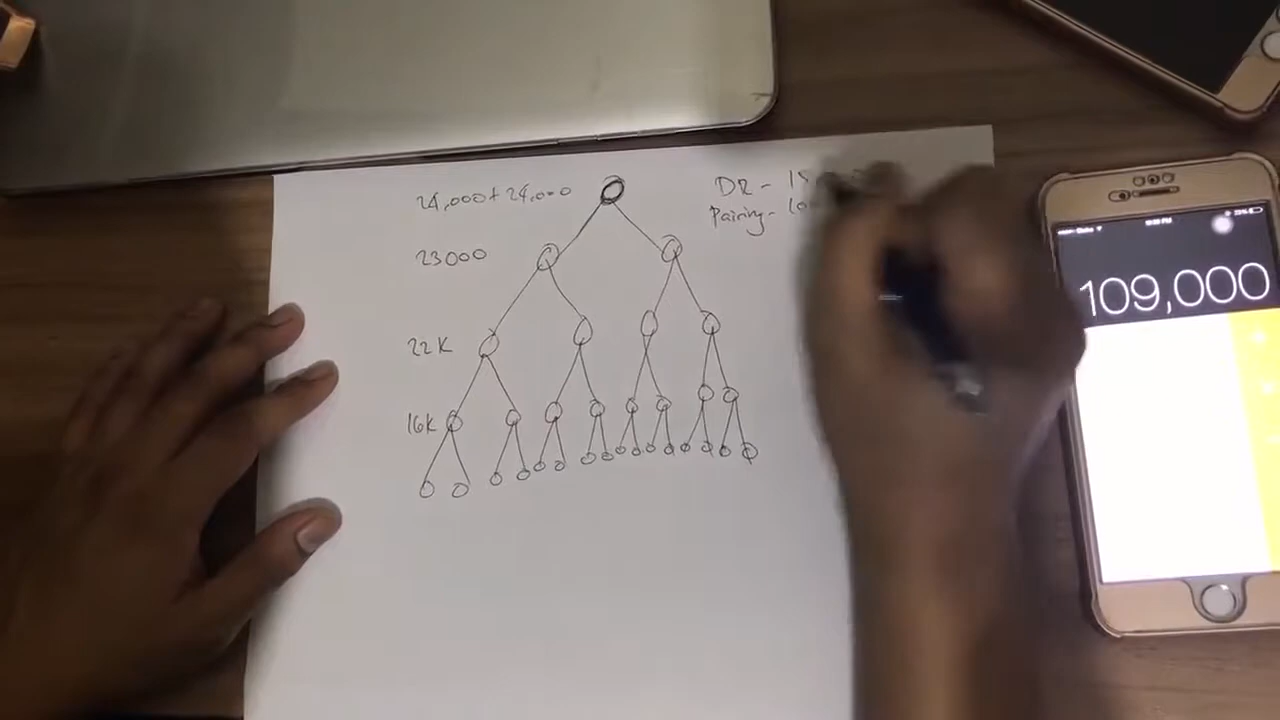 24,000 + 24,000
DR -
Pairing -
23000
22K
16K
109,000